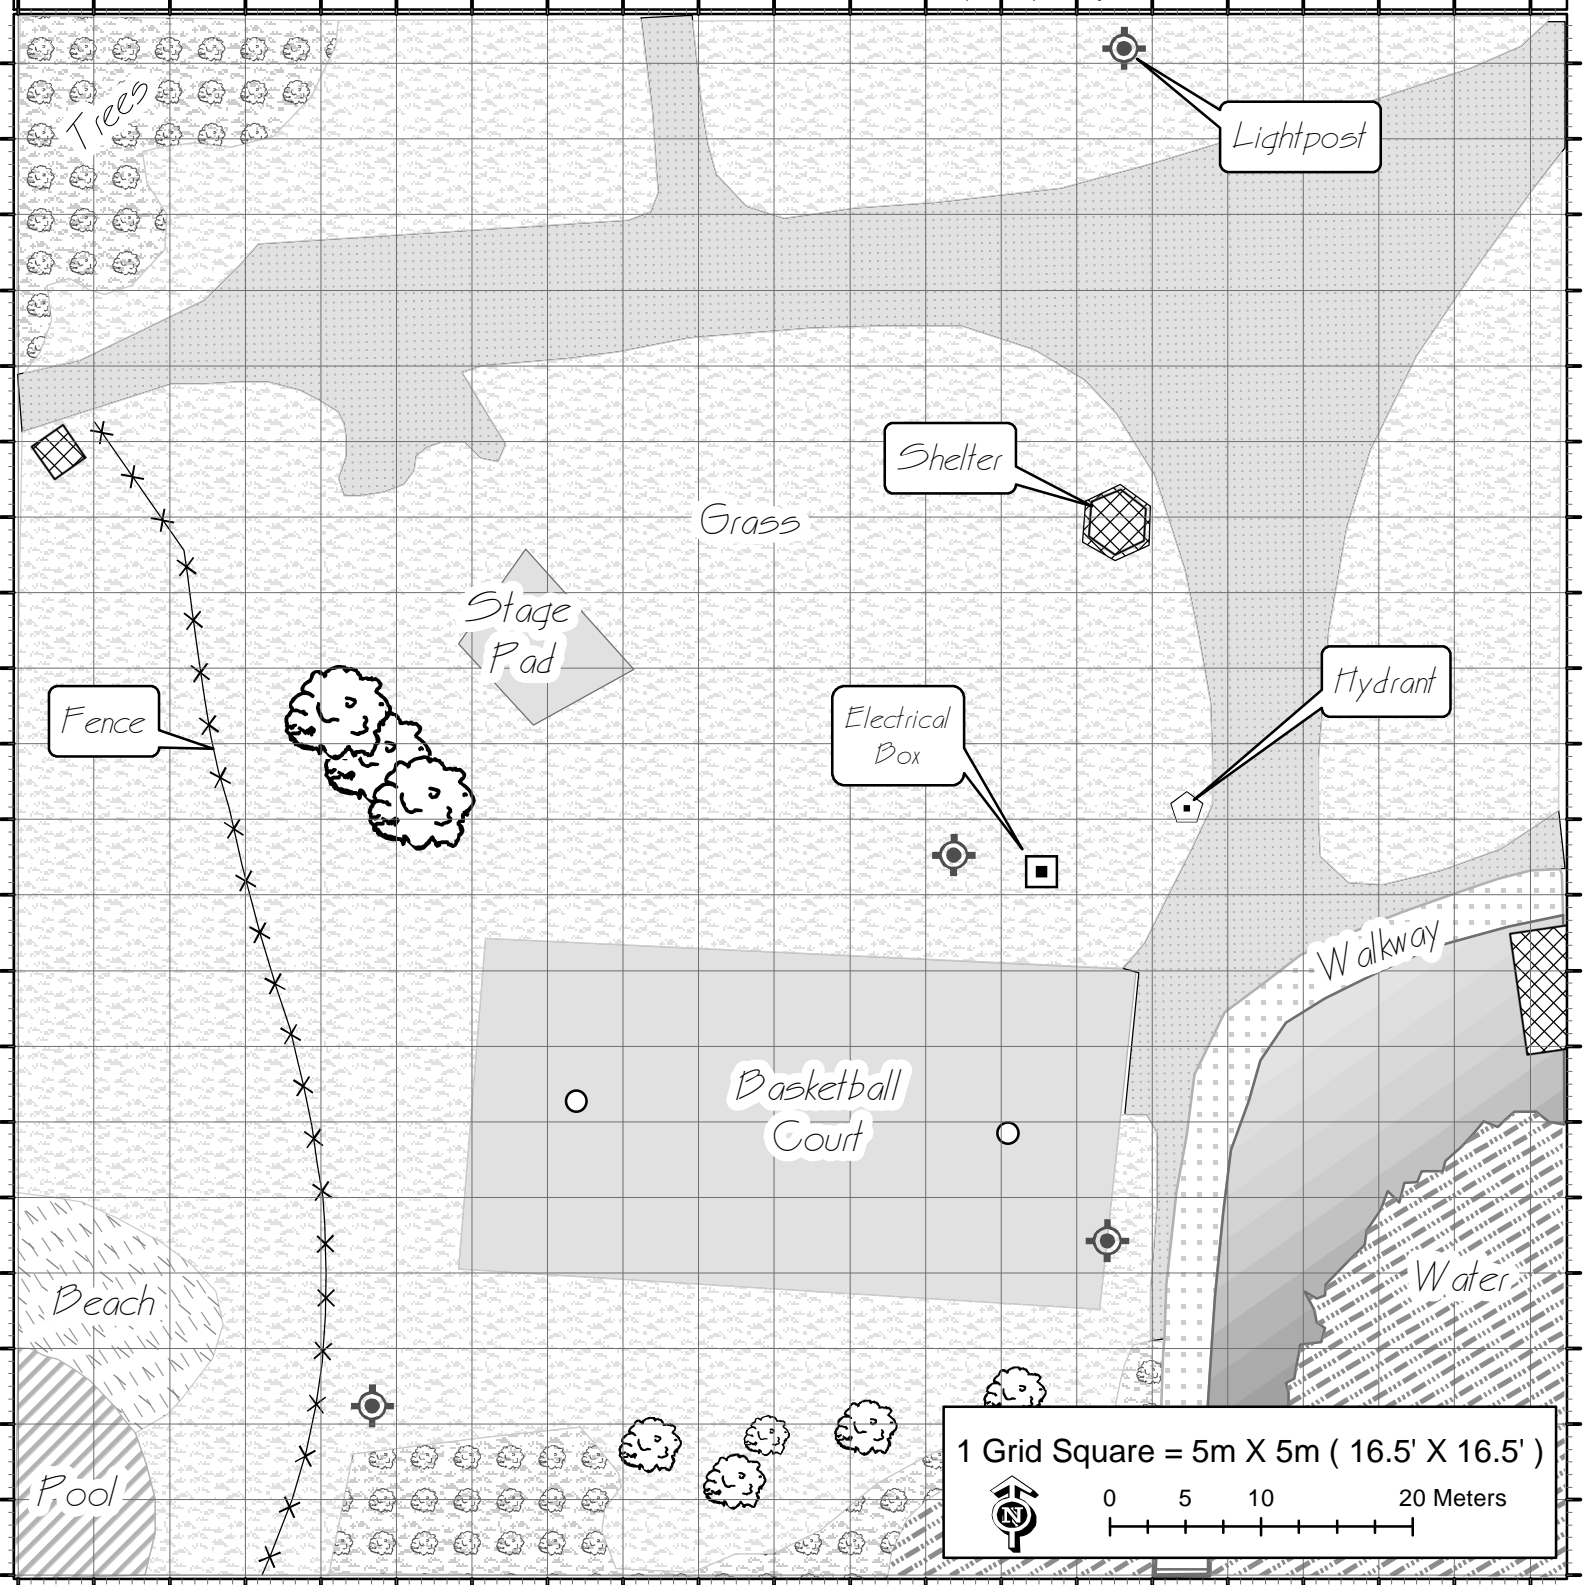 Trees
Lightpost
Shelter
Grass
Stage
Pad
Hydrant
Fence
Electrical
Box
Walkway
Basketball
Court
Beach
Water
Pool
1 Grid Square = 5m X 5m ( 16.5' X 16.5' )
N
0 5 10 20 Meters